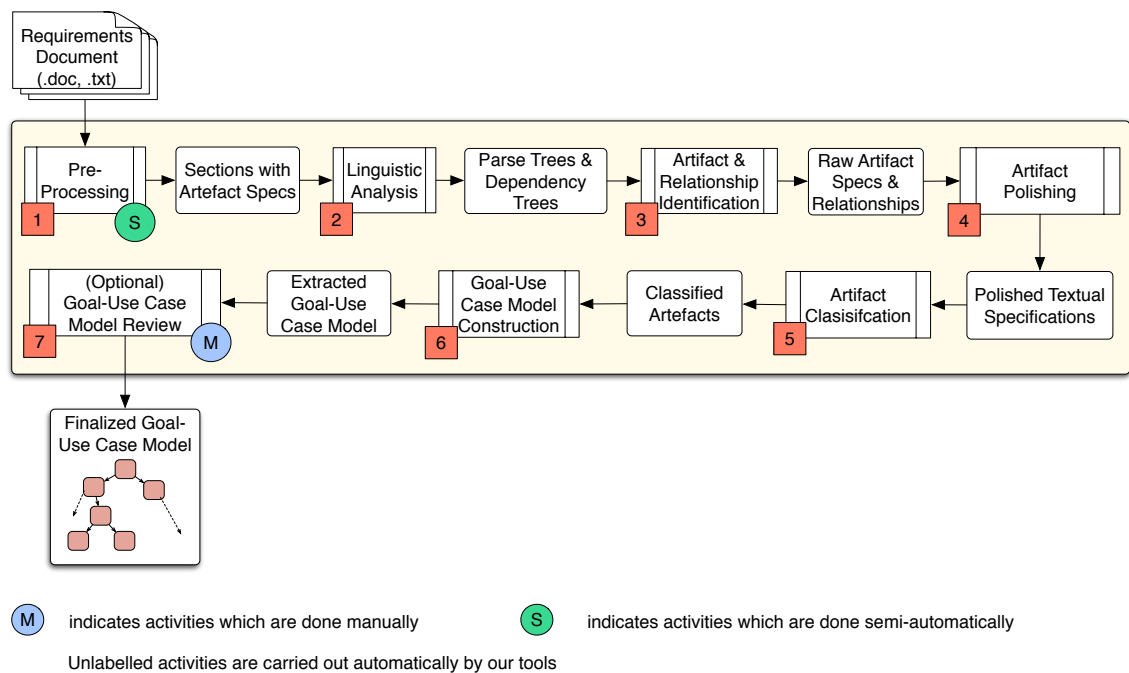 Requirements
Document
(.doc, .txt)
Pre-
Processing
1
S
Sections with
Artefact Specs
Linguistic
Analysis
2
Parse Trees &
Dependency
Trees
Artifact &
Relationship
Identification
3
Raw Artifact
Specs &
Relationships
Artifact
Polishing
4
Polished Textual
Specifications
Artifact
Clasisifcation
5
Classified
Artefacts
Goal-Use
Case Model
Construction
6
Extracted
Goal-Use
Case Model
(Optional)
Goal-Use Case
Model Review
7
M
Finalized Goal-
Use Case Model
M indicates activities which are done manually
S indicates activities which are done semi-automatically
Unlabelled activities are carried out automatically by our tools